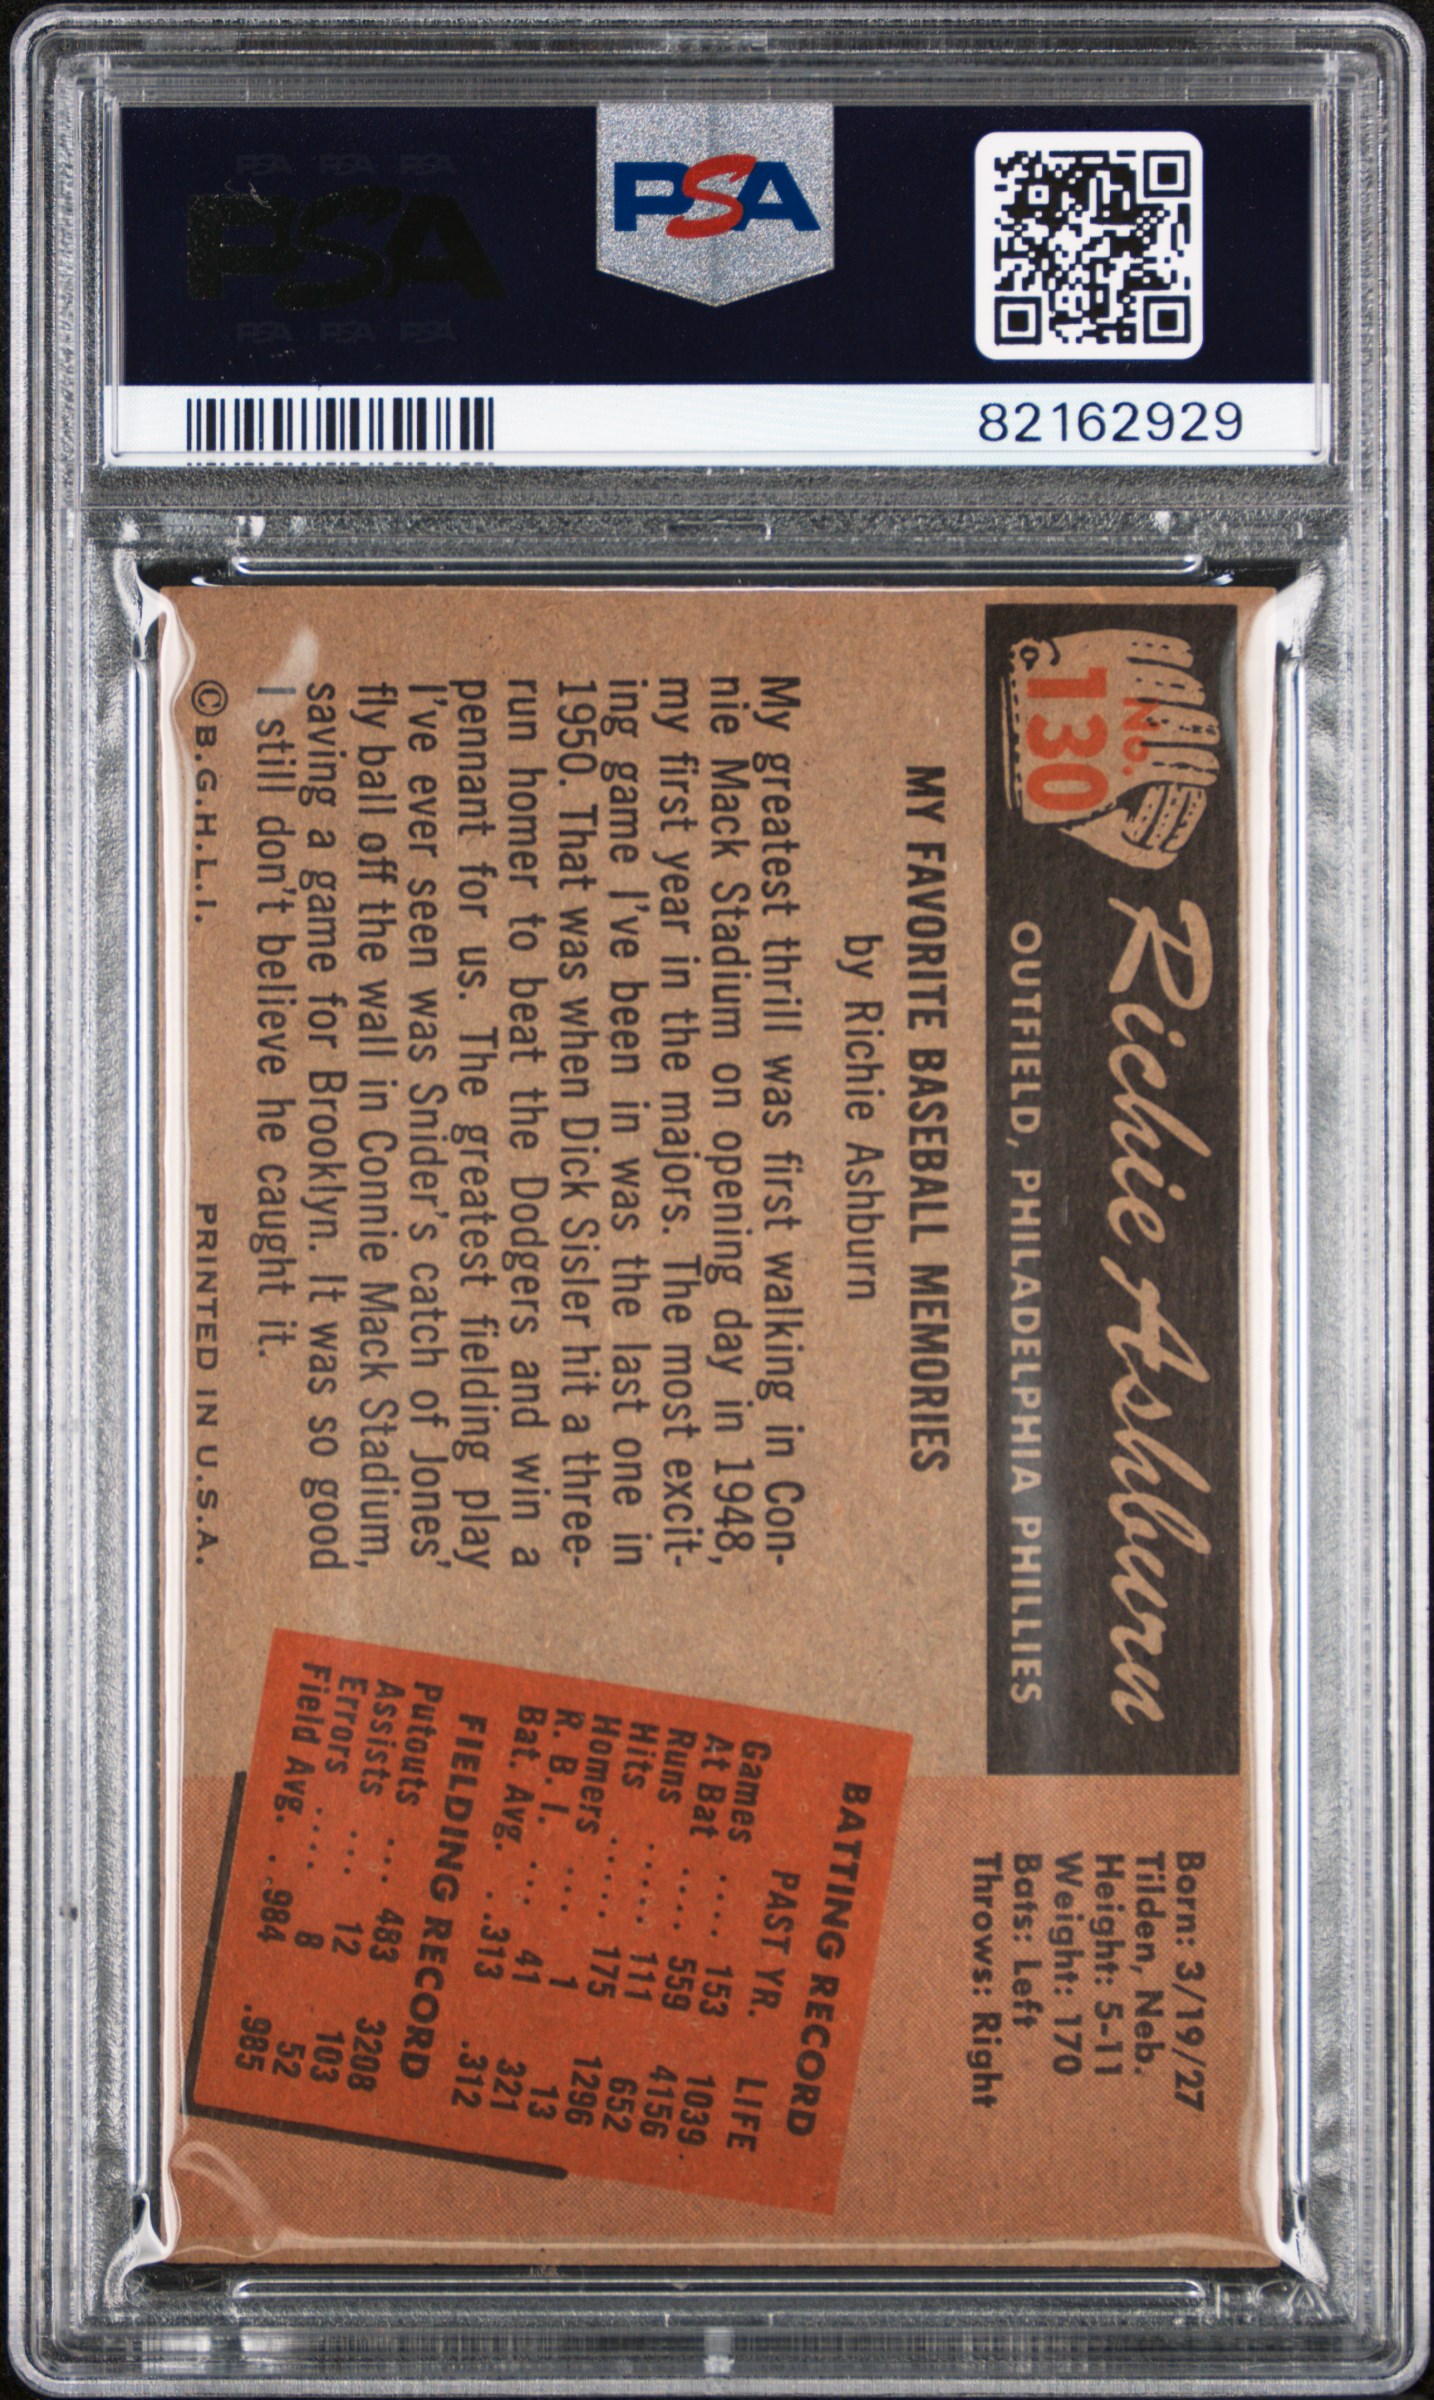 PSA PSA PSA
PSA
PSA PSA PSA
PSA
82162929
No.
130
Richie Ashburn
OUTFIELD, PHILADELPHIA PHILLIES
Born: 3/19/27
Tilden, Neb.
Height: 5-11
Weight: 170
Bats: Left
Throws: Right
MY FAVORITE BASEBALL MEMORIES
by Richie Ashburn
My greatest thrill was first walking in Con-
nie Mack Stadium on opening day in 1948,
my first year in the majors. The most excit-
ing game I've been in was the last one in
1950. That was when Dick Sisler hit a three-
run homer to beat the Dodgers and win a
pennant for us. The greatest fielding play
I've ever seen was Snider's catch of Jones'
fly ball off the wall in Connie Mack Stadium,
saving a game for Brooklyn. It was so good
I still don't believe he caught it.
BATTING RECORD
PAST YR. LIFE
Games .... 153 1039
At Bat .... 559 4156
Runs ..... 111 652
Hits ..... 175 1296
Homers ... 1 13
R. B. I. ... 41 321
Bat. Avg. . .313 .312
FIELDING RECORD
Putouts ... 483 3208
Assists ... 12 103
Errors .... 8 52
Field Avg. . .984 .985
© B.G.H.L.I. PRINTED IN U.S.A.
PSA